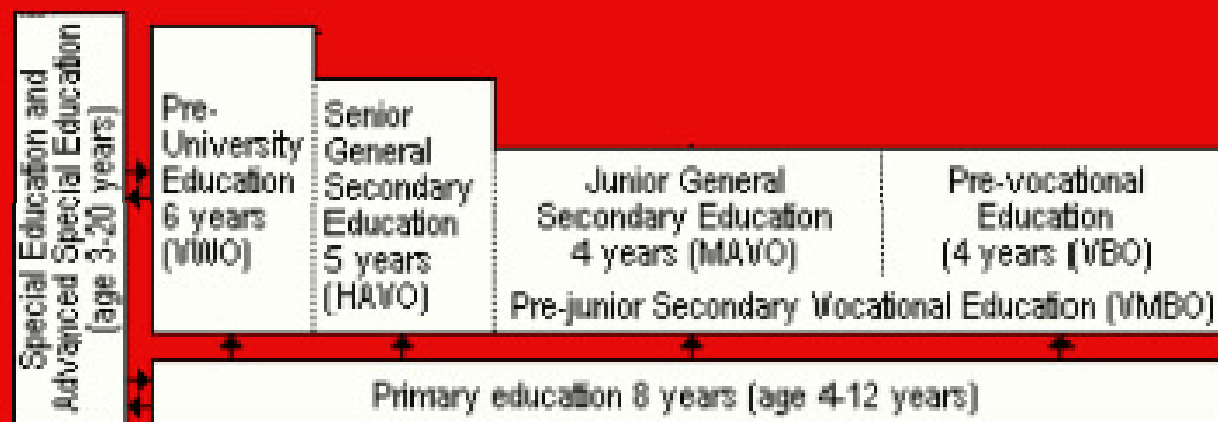 Special Education and
Advanced Special Education
(age 3-20 years)
Pre-
University
Education
6 years
(VWO)
Senior
General
Secondary
Education
5 years
(HAVO)
Junior General
Secondary Education
4 years (MAVO)
Pre-vocational
Education
(4 years (VBO)
Pre-junior Secondary Vocational Education (VMBO)
Primary education 8 years (age 4-12 years)